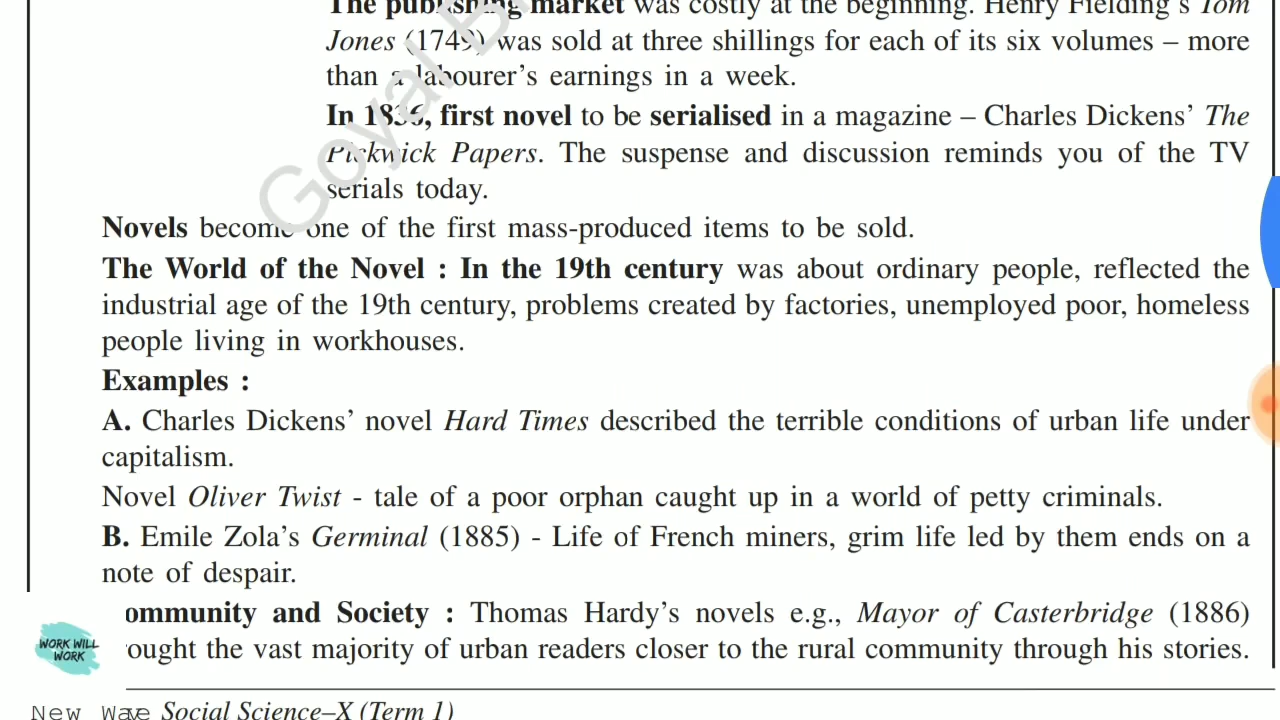 The publishing market was costly at the beginning. Henry Fielding's Tom
Jones (1749) was sold at three shillings for each of its six volumes – more
than a labourer's earnings in a week.
In 1836, first novel to be serialised in a magazine – Charles Dickens' The
Pickwick Papers. The suspense and discussion reminds you of the TV
serials today.
Novels become one of the first mass-produced items to be sold.
The World of the Novel : In the 19th century was about ordinary people, reflected the
industrial age of the 19th century, problems created by factories, unemployed poor, homeless
people living in workhouses.
Examples :
A. Charles Dickens' novel Hard Times described the terrible conditions of urban life under
capitalism.
Novel Oliver Twist - tale of a poor orphan caught up in a world of petty criminals.
B. Emile Zola's Germinal (1885) - Life of French miners, grim life led by them ends on a
note of despair.
ommunity and Society : Thomas Hardy's novels e.g., Mayor of Casterbridge (1886)
ought the vast majority of urban readers closer to the rural community through his stories.
WORK WILL
WORK
New Wave Social Science–X (Term 1)
Goyal B